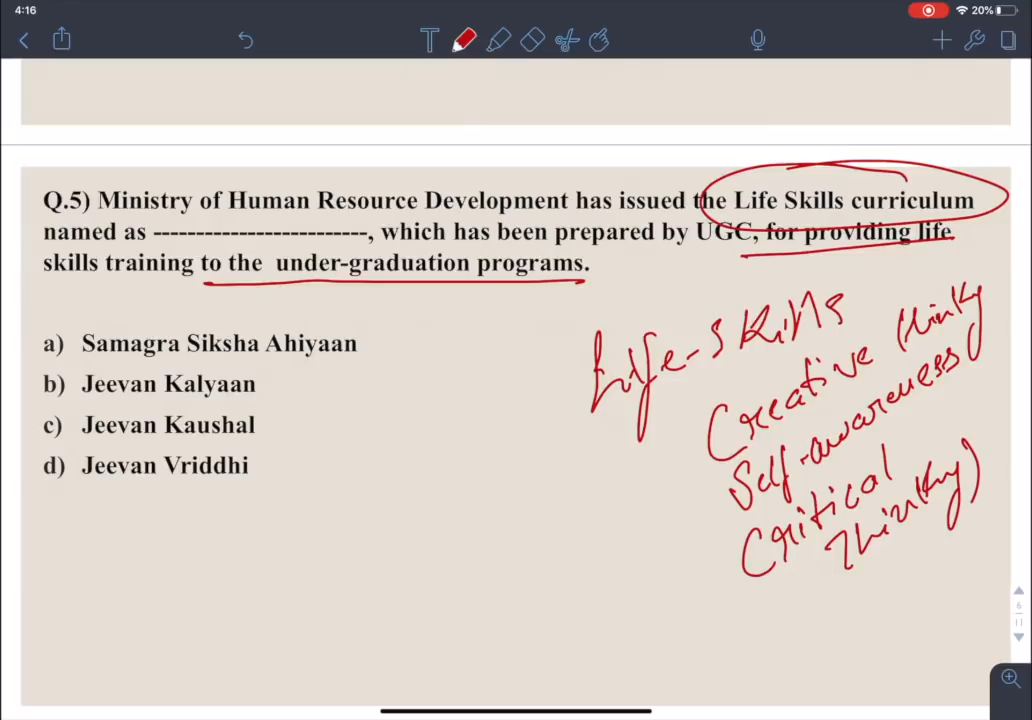 4:16
20%
T
Q.5) Ministry of Human Resource Development has issued the Life Skills curriculum
named as -------------------------, which has been prepared by UGC, for providing life
skills training to the under-graduation programs.
a) Samagra Siksha Ahiyaan
b) Jeevan Kalyaan
c) Jeevan Kaushal
d) Jeevan Vriddhi
Life-skills
Creative
Self-awareness
Critical
6
11